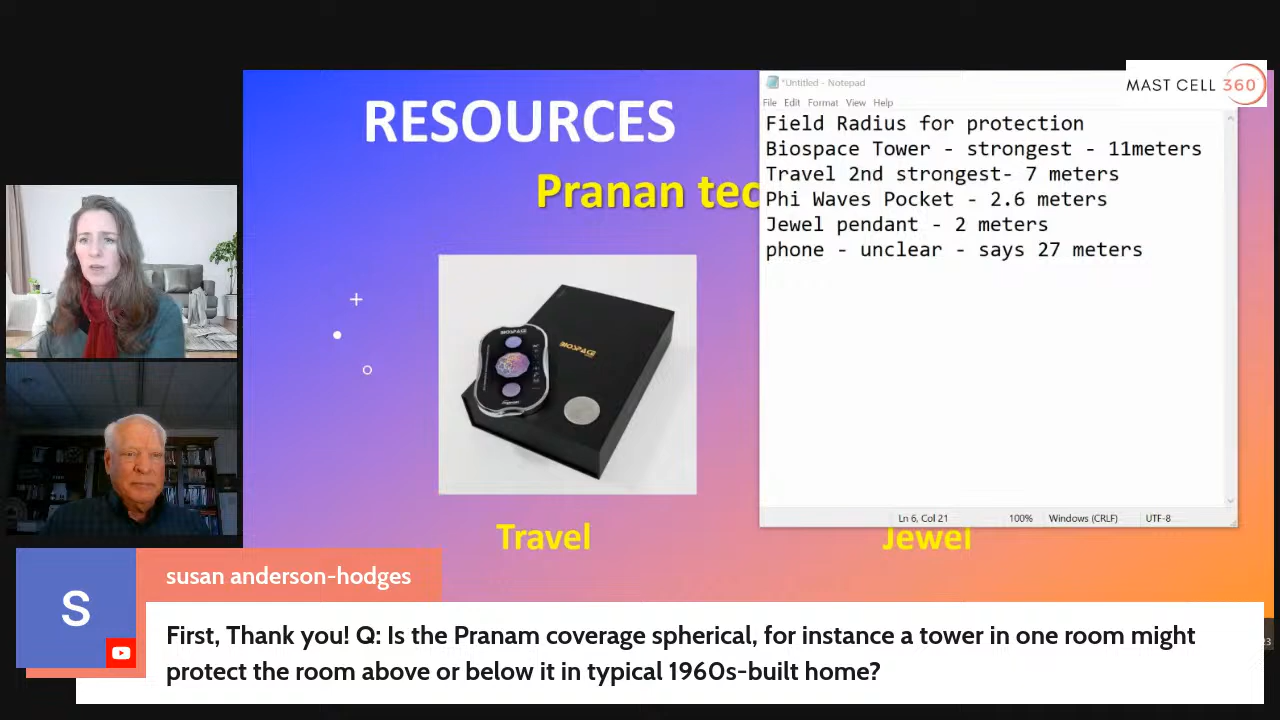 MAST CELL 360
RESOURCES
Pranan tec
*Untitled - Notepad
File Edit Format View Help
Field Radius for protection
Biospace Tower - strongest - 11meters
Travel 2nd strongest- 7 meters
Phi Waves Pocket - 2.6 meters
Jewel pendant - 2 meters
phone - unclear - says 27 meters
Ln 6, Col 21 100% Windows (CRLF) UTF-8
BIOSPACE
BIOSPACE
Travel
Jewel
S
susan anderson-hodges
First, Thank you! Q: Is the Pranam coverage spherical, for instance a tower in one room might
protect the room above or below it in typical 1960s-built home?